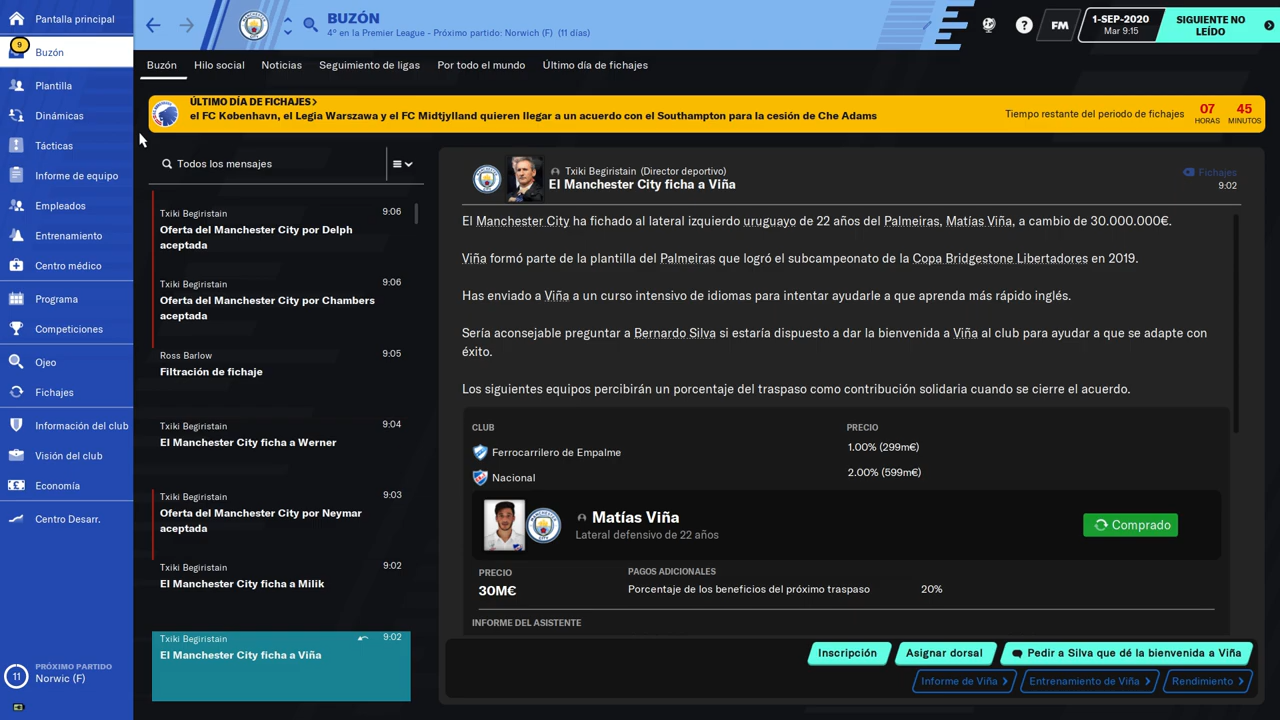 Pantalla principal
9
Buzón
Plantilla
Dinámicas
Tácticas
Informe de equipo
Empleados
Entrenamiento
Centro médico
Programa
Competiciones
Ojeo
Fichajes
Información del club
Visión del club
Economía
Centro Desarr.
11
PRÓXIMO PARTIDO
Norwic (F)
BUZÓN
4º en la Premier League - Próximo partido: Norwich (F) (11 días)
?
FM
1-SEP-2020
Mar 9:15
SIGUIENTE NO LEÍDO
Buzón
Hilo social
Noticias
Seguimiento de ligas
Por todo el mundo
Último día de fichajes
ÚLTIMO DÍA DE FICHAJES>
el FC København, el Legia Warszawa y el FC Midtjylland quieren llegar a un acuerdo con el Southampton para la cesión de Che Adams
Tiempo restante del periodo de fichajes
07 HORAS
45 MINUTOS
Todos los mensajes
Txiki Begiristain 9:06
Oferta del Manchester City por Delph
aceptada
Txiki Begiristain 9:06
Oferta del Manchester City por Chambers
aceptada
Ross Barlow 9:05
Filtración de fichaje
Txiki Begiristain 9:04
El Manchester City ficha a Werner
Txiki Begiristain 9:03
Oferta del Manchester City por Neymar
aceptada
Txiki Begiristain 9:02
El Manchester City ficha a Milik
Txiki Begiristain 9:02
El Manchester City ficha a Viña
Txiki Begiristain (Director deportivo)
El Manchester City ficha a Viña
Fichajes
9:02
El Manchester City ha fichado al lateral izquierdo uruguayo de 22 años del Palmeiras, Matías Viña, a cambio de 30.000.000€.
Viña formó parte de la plantilla del Palmeiras que logró el subcampeonato de la Copa Bridgestone Libertadores en 2019.
Has enviado a Viña a un curso intensivo de idiomas para intentar ayudarle a que aprenda más rápido inglés.
Sería aconsejable preguntar a Bernardo Silva si estaría dispuesto a dar la bienvenida a Viña al club para ayudar a que se adapte con
éxito.
Los siguientes equipos percibirán un porcentaje del traspaso como contribución solidaria cuando se cierre el acuerdo.
CLUB PRECIO
Ferrocarrilero de Empalme 1.00% (299m€)
Nacional 2.00% (599m€)
Matías Viña
Lateral defensivo de 22 años
Comprado
PRECIO
30M€
PAGOS ADICIONALES
Porcentaje de los beneficios del próximo traspaso 20%
INFORME DEL ASISTENTE
Inscripción
Asignar dorsal
Pedir a Silva que dé la bienvenida a Viña
Informe de Viña >
Entrenamiento de Viña >
Rendimiento >